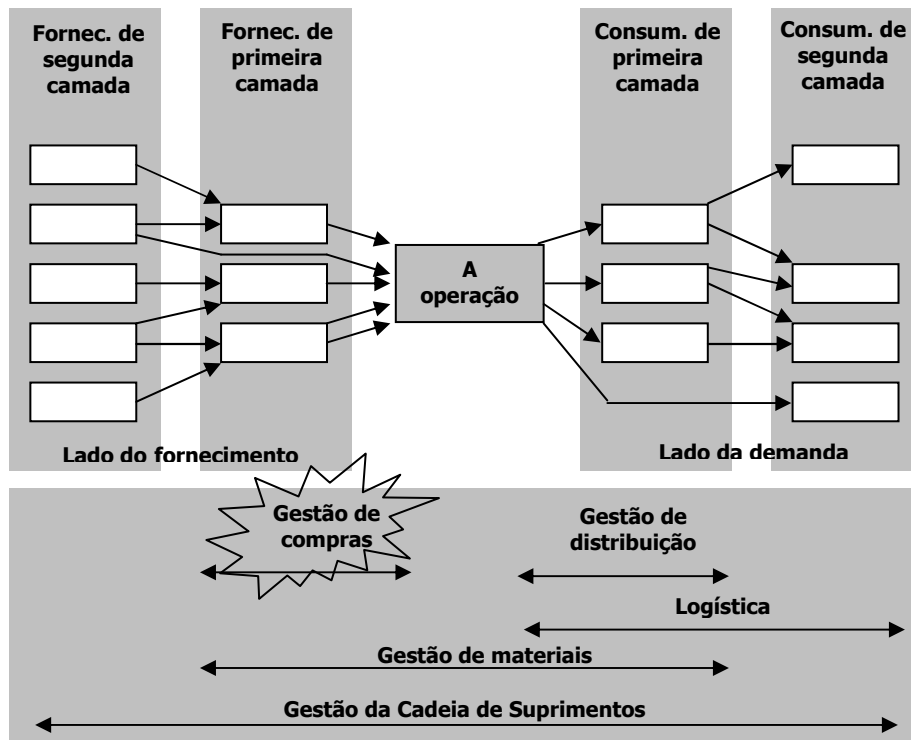 Fornec. de
segunda
camada
Fornec. de
primeira
camada
Consum. de
primeira
camada
Consum. de
segunda
camada
A
operação
Lado do fornecimento
Lado da demanda
Gestão de
compras
Gestão de
distribuição
Logística
Gestão de materiais
Gestão da Cadeia de Suprimentos